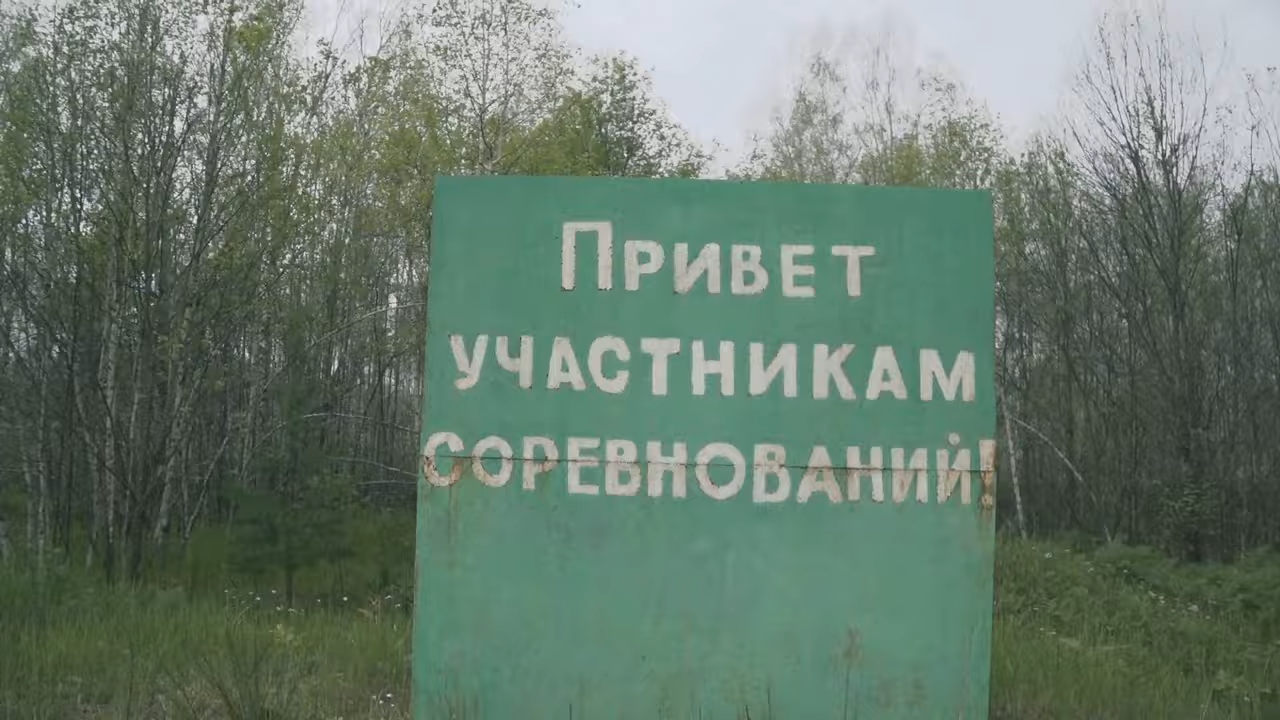 Привет
участникам
соревнований!